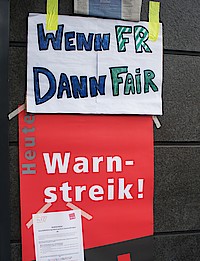 WENN FR
DANN FAIR
Heute
Warn-
streik!